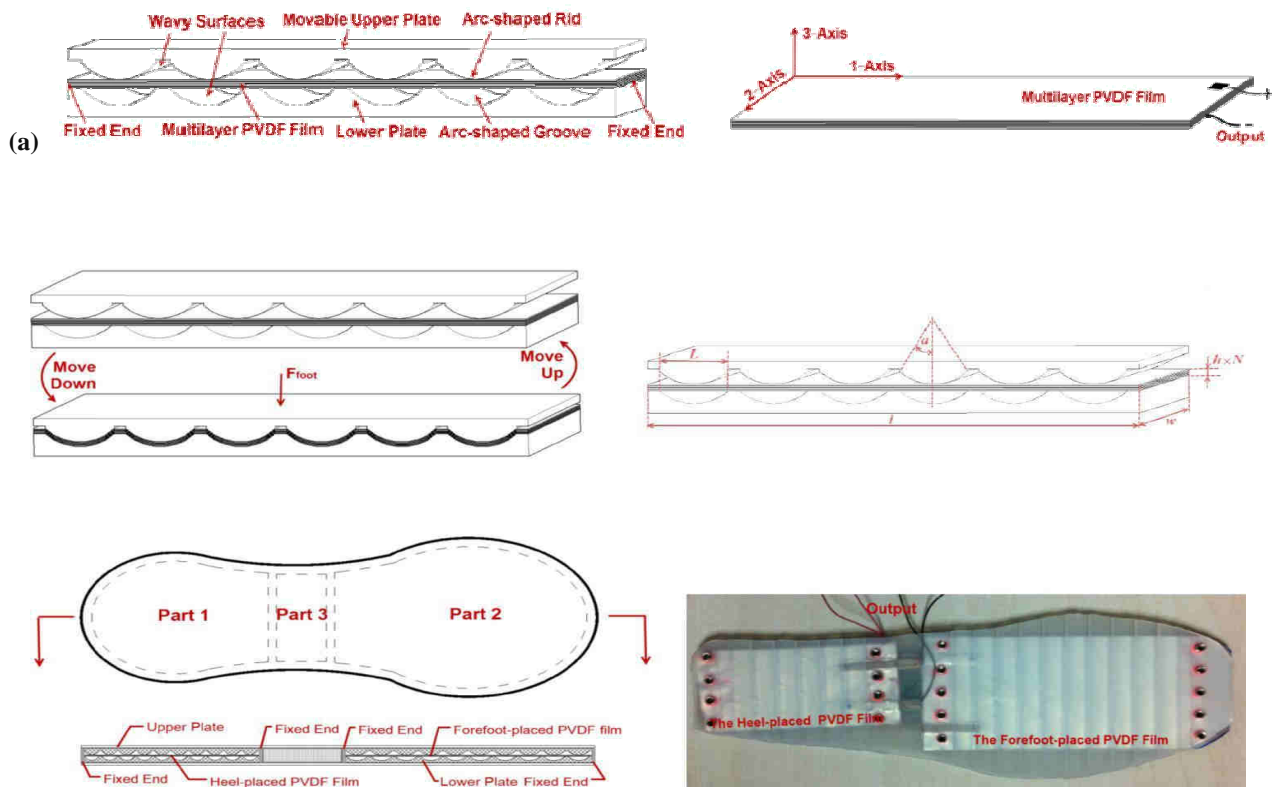 Wavy Surfaces
Movable Upper Plate
Arc-shaped Rid
Fixed End
Multilayer PVDF Film
Lower Plate
Arc-shaped Groove
Fixed End
(a)
3-Axis
1-Axis
2-Axis
Multilayer PVDF Film
+
Output
Move
Down
Ffoot
Move
Up
L
a
h×N
l
w
Part 1
Part 3
Part 2
Upper Plate
Fixed End
Fixed End
Forefoot-placed PVDF film
Fixed End
Heel-placed PVDF Film
Lower Plate
Fixed End
Output
The Heel-placed PVDF Film
The Forefoot-placed PVDF Film